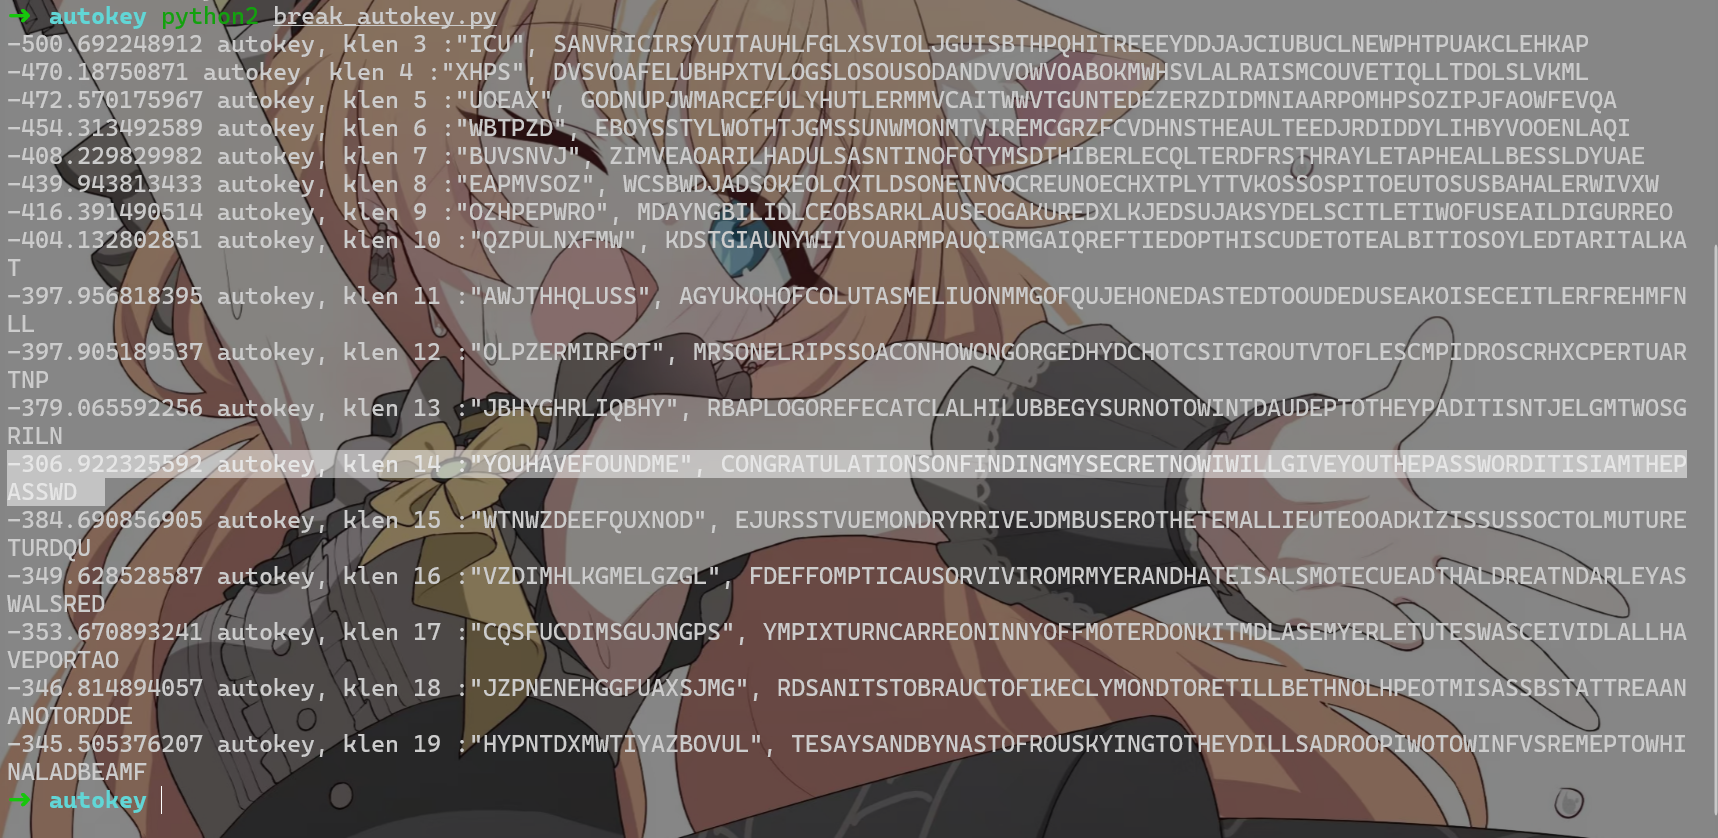 ➜ autokey python2 break_autokey.py
-500.692248912 autokey, klen 3 :"ICU", SANVRICIRSYUITAUHLFGLXSVIOLJGUISBTHPQHITREEEYDDJAJCIUBUCLNEWPHTPUAKCLEHKAP
-470.18750871 autokey, klen 4 :"XHPS", DVSVOAFELUBHPXTVLOGSLOSOUSODANDVVOWVOABOKMWHSVLALRAISMCOUVETIQLLTDOLSLVKML
-472.570175967 autokey, klen 5 :"UOEAX", GODNUPJWMARCEFULYHUTLERMMVCAITWWVTGUNTEDEZERZDIDMNIAARPOMHPSOZIPJFAOWFEVQA
-454.313492589 autokey, klen 6 :"WBTPZD", EBOYSSTYLWOTHTJGMSSUNWMONMTVIREMCGRZFCVDHNSTHEAULTEEDJRDIDDYLIHBYVOOENLAQI
-408.229829982 autokey, klen 7 :"BUVSNVJ", ZIMVEAOARILHADULSASNTINOFOTYMSDTHIBERLECQLTERDFRSTHRAYLETAPHEALLBESSLDYUAE
-439.943813433 autokey, klen 8 :"EAPMVSOZ", WCSBWDJADSOKEOLCXTLDSONEINVOCREUNOECHXTPLYTTVKOSSOSPITOEUTOSUSBAHALERWIVXW
-416.391490514 autokey, klen 9 :"OZHPEPWRO", MDAYNGBILIDLCEOBSARKLAUSEOGAKUREDXLKJEDSUJAKSYDELSCITLETIWOFUSEAILDIGURREO
-404.132802851 autokey, klen 10 :"QZPULNXFMW", KDSTGIAUNYWIIYOUARMPAUQIRMGAIQREFTIEDOPTHISCUDETOTEALBITIOSOYLEDTARITALKA
T
-397.956818395 autokey, klen 11 :"AWJTHHQLUSS", AGYUKOHOFCOLUTASMELIUONMMGOFQUJEHONEDASTEDTOOUDEDUSEAKOISECEITLERFREHMFN
LL
-397.905189537 autokey, klen 12 :"OLPZERMIRFOT", MRSONELRIPSSOACONHOWONGORGEDHYDCHOTCSITGROUTVTOFLESCMPIDROSCRHXCPERTUAR
TNP
-379.065592256 autokey, klen 13 :"JBHYGHRLIQBHY", RBAPLOGOREFECATCLALHILUBBEGYSURNOTOWINTDAUDEPTOTHEYPADITISNTJELGMTWOSG
RILN
-306.922325592 autokey, klen 14 :"YOUHAVEFOUNDME", CONGRATULATIONSONFINDINGMYSECRETNOWIWILLGIVEYOUTHEPASSWORDITISIAMTHEP
ASSWD
-384.690856905 autokey, klen 15 :"WTNWZDEEFQUXNOD", EJURSSTVUEMONDRYRRIVEJDMBUSEROTHETEMALLIEUTEOOADKIZISSUSSOCTOLMUTURE
TURDQU
-349.628528587 autokey, klen 16 :"VZDIMHLKGMELGZGL", FDEFFOMPTICAUSORVIVIROMRMYERANDHATEISALSMOTECUEADTHALDREATNDARLEYAS
WALSRED
-353.670893241 autokey, klen 17 :"CQSFUCDIMSGUJNGPS", YMPIXTURNCARREONINNYOFFMOTERDONKITMDLASEMYERLETUTESWASCEIVIDLALLHA
VEPORTAO
-346.814894057 autokey, klen 18 :"JZPNENEHGGFUAXSJMG", RDSANITSTOBRAUCTOFIKECLYMONDTORETILLBETHNOLHPEOTMISASSBSTATTREAAN
ANOTORDDE
-345.505376207 autokey, klen 19 :"HYPNTDXMWTIYAZBOVUL", TESAYSANDBYNASTOFROUSKYINGTOTHEYDILLSADROOPIWOTOWINFVSREMEPTOWHI
NALADBEAMF
➜ autokey